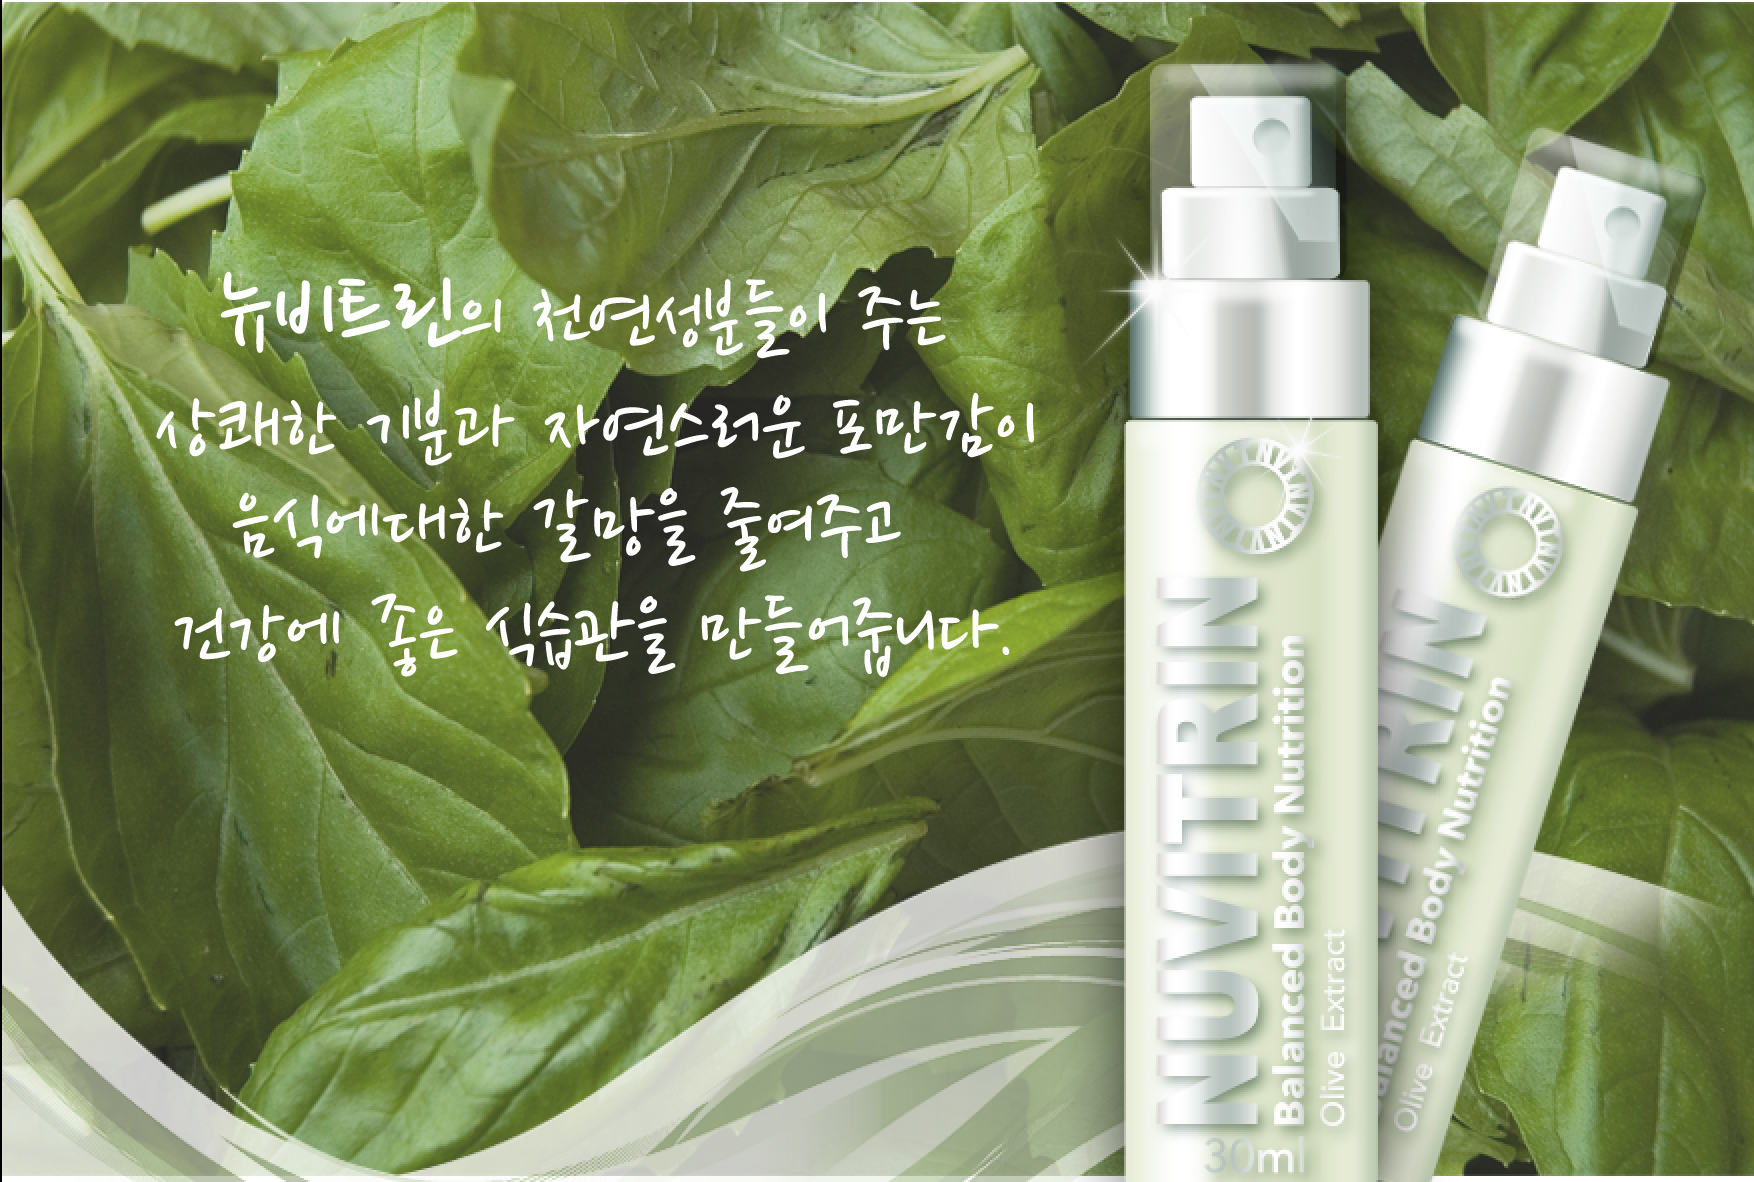 뉴비트린의 천연성분들이 주는
상쾌한 기분과 자연스러운 포만감이
음식에대한 갈망을 줄여주고
건강에 좋은 식습관을 만들어줍니다.
NUVITRIN
Balanced Body Nutrition
Olive Extract
30ml
TRIN
Balanced Body Nutrition
Olive Extract